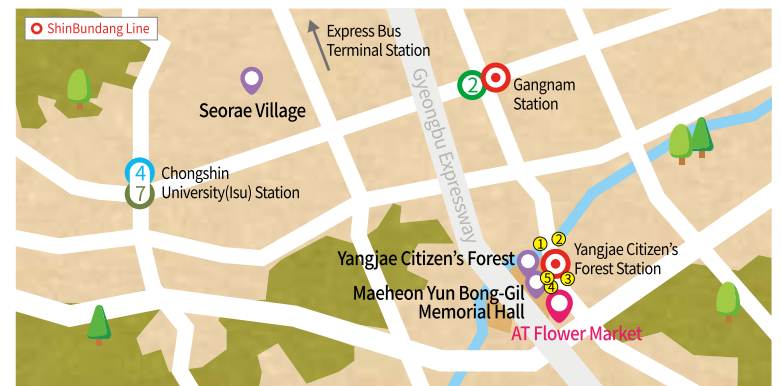 ShinBundang Line
Express Bus
Terminal Station
Seorae Village
Gyeongbu Expressway
2
Gangnam
Station
4
7
Chongshin
University(Isu) Station
1
2
Yangjae Citizen's Forest
Yangjae Citizen's
Forest Station
5
3
4
Maeheon Yun Bong-Gil
Memorial Hall
AT Flower Market